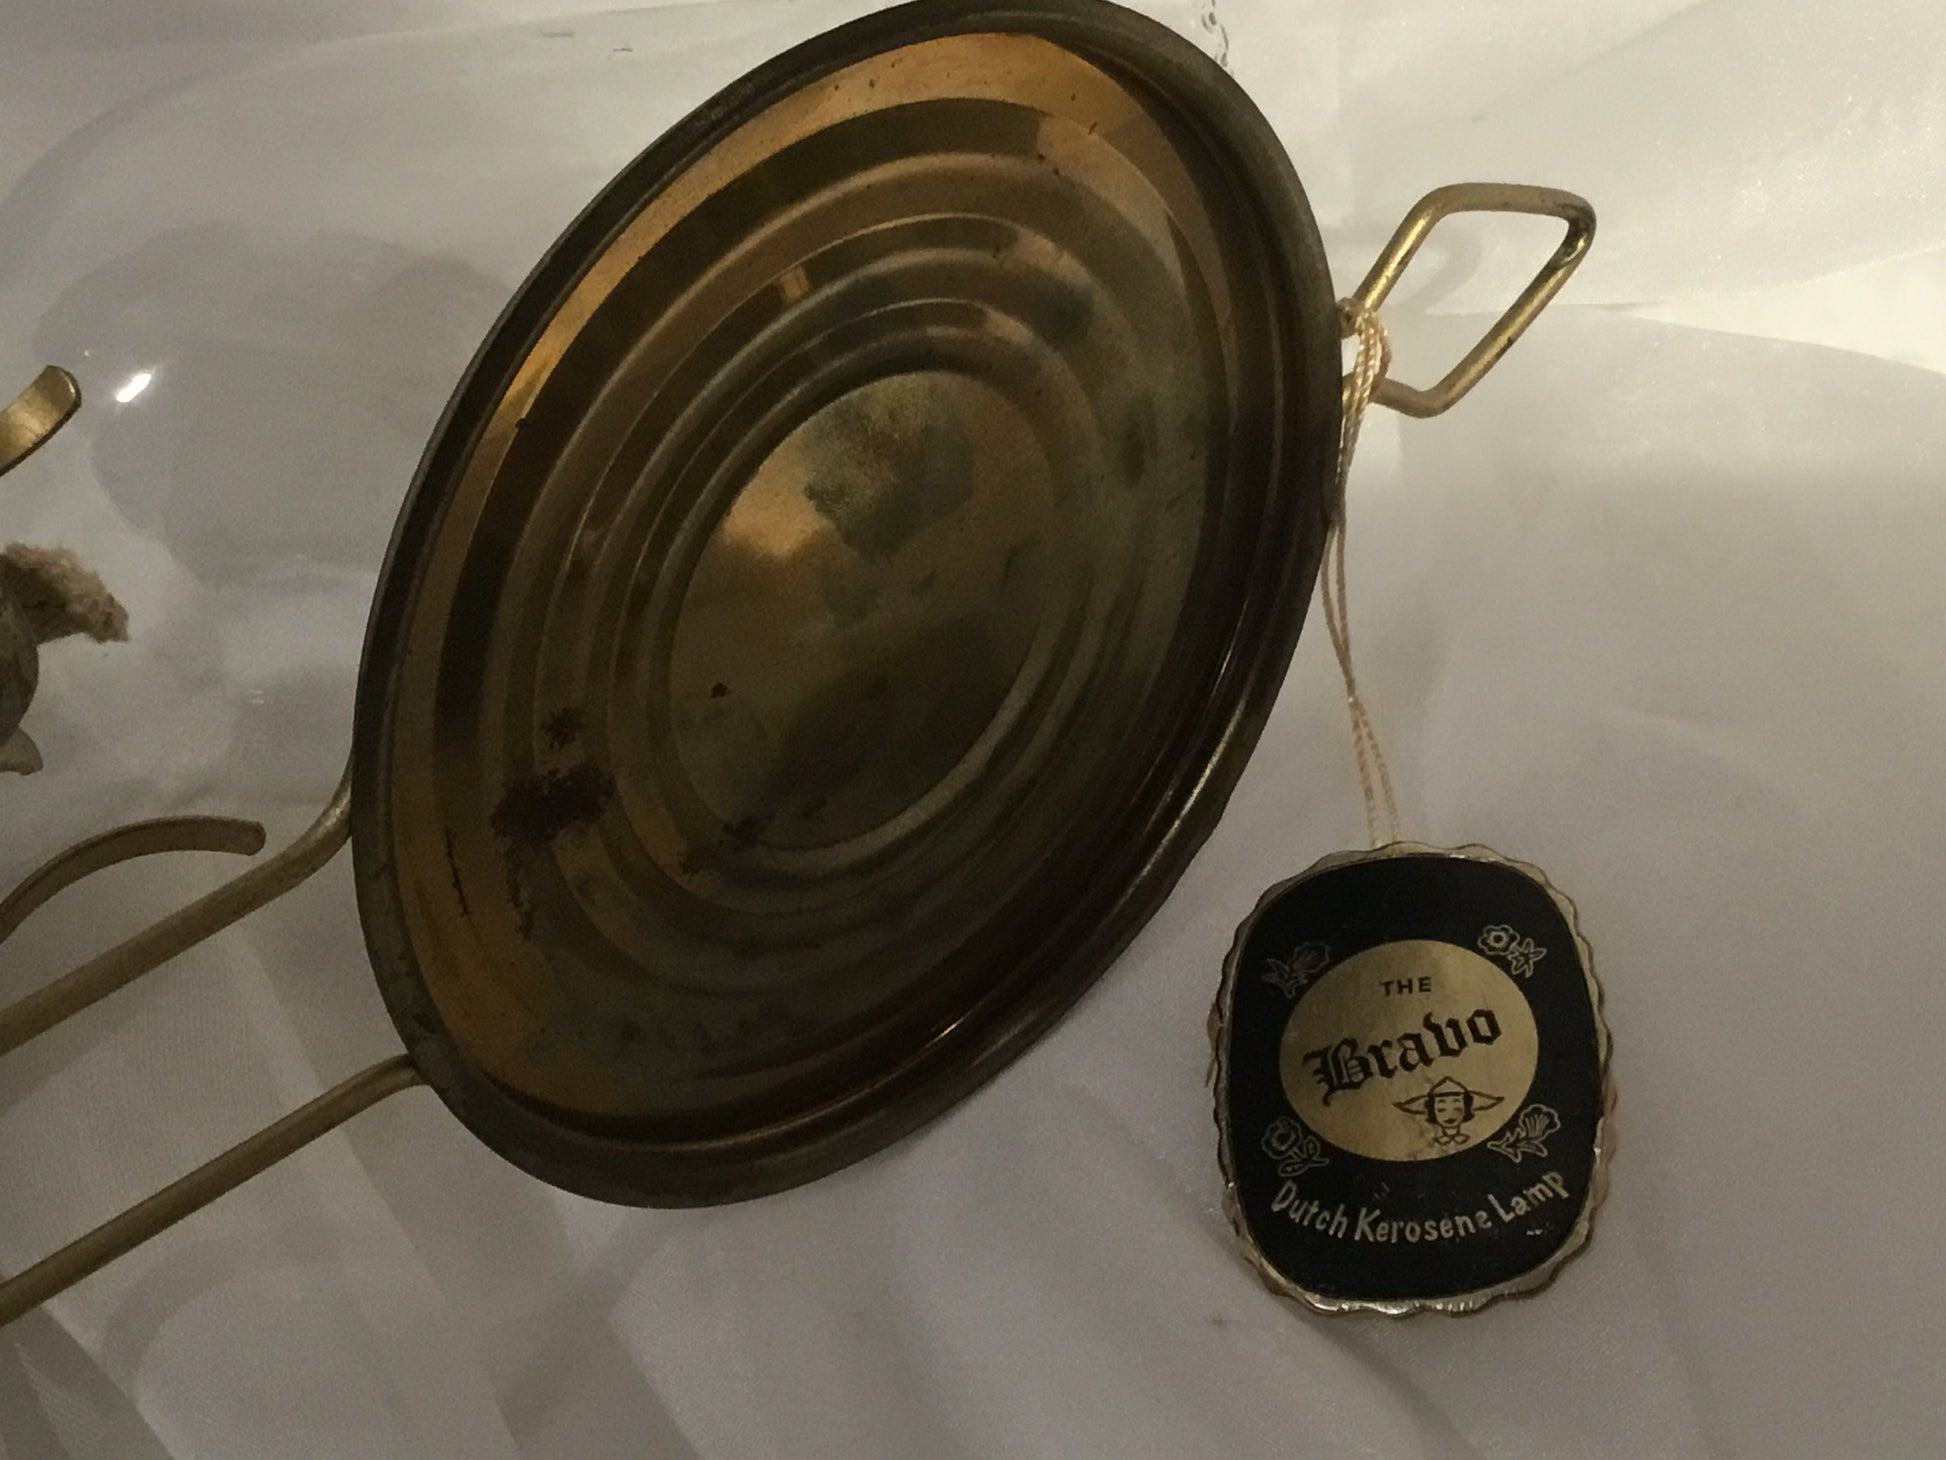 THE
Bravo
Dutch Kerosene Lamp